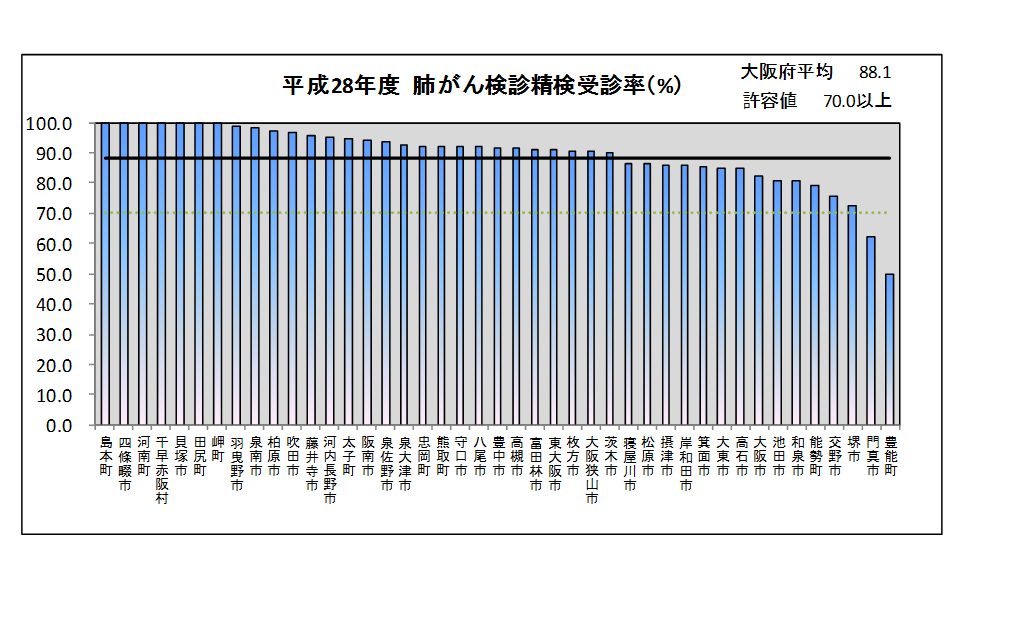 平成28年度 肺がん検診精検受診率(%)
大阪府平均 88.1
許容値 70.0以上
100.0
90.0
80.0
70.0
60.0
50.0
40.0
30.0
20.0
10.0
0.0
島本町
四條畷市
河南町
千早赤阪村
貝塚市
田尻町
岬町
羽曳野市
泉南市
柏原市
吹田市
藤井寺市
河内長野市
太子町
阪南市
泉佐野市
泉大津市
忠岡町
熊取町
守口市
八尾市
豊中市
高槻市
富田林市
東大阪市
枚方市
大阪狭山市
茨木市
寝屋川市
松原市
摂津市
岸和田市
箕面市
大東市
高石市
大阪市
池田市
和泉市
能勢町
交野市
堺市
門真市
豊能町